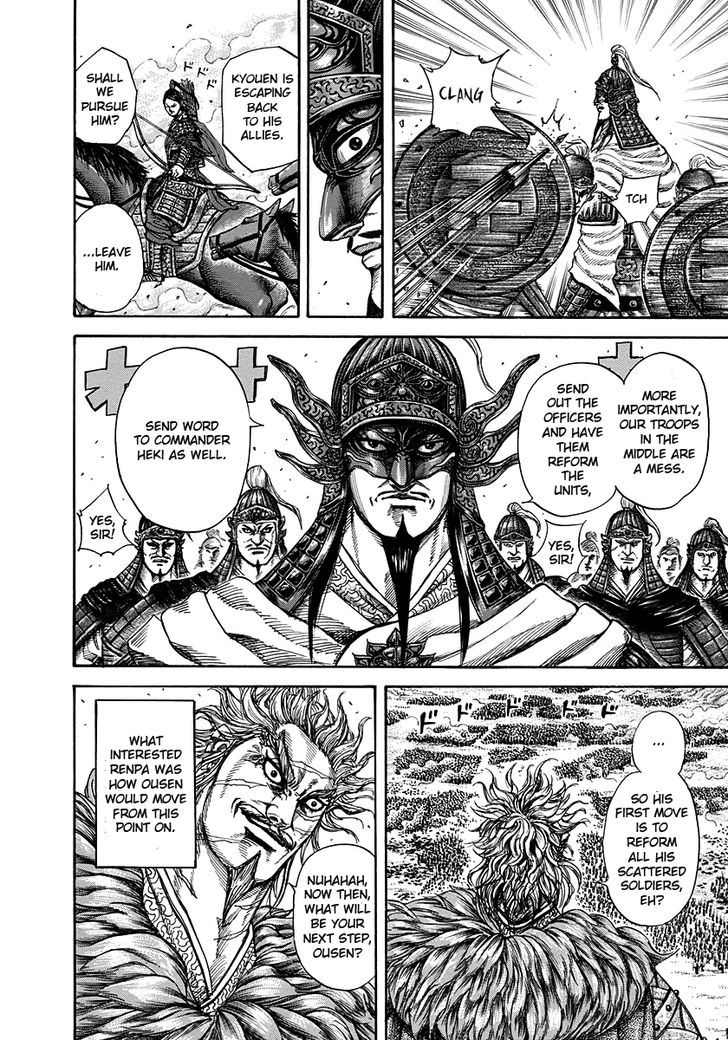 CLANG
TCH
KYOUEN IS
ESCAPING
BACK
TO HIS
ALLIES.
SHALL
WE
PURSUE
HIM?
ド ド ド
...LEAVE
HIM.
MORE
IMPORTANTLY,
OUR TROOPS
IN THE
MIDDLE ARE
A MESS.
SEND
OUT THE
OFFICERS
AND HAVE
THEM
REFORM
THE
UNITS,
YES,
SIR!
SEND WORD
TO COMMANDER
HEKI AS WELL.
YES,
SIR!
ド ド ド ド
...
SO HIS
FIRST MOVE
IS TO
REFORM
ALL HIS
SCATTERED
SOLDIERS,
EH?
WHAT
INTERESTED
RENPA WAS
HOW OUSEN
WOULD MOVE
FROM THIS
POINT ON.
NUHAHAH,
NOW THEN,
WHAT WILL
BE YOUR
NEXT STEP,
OUSEN?